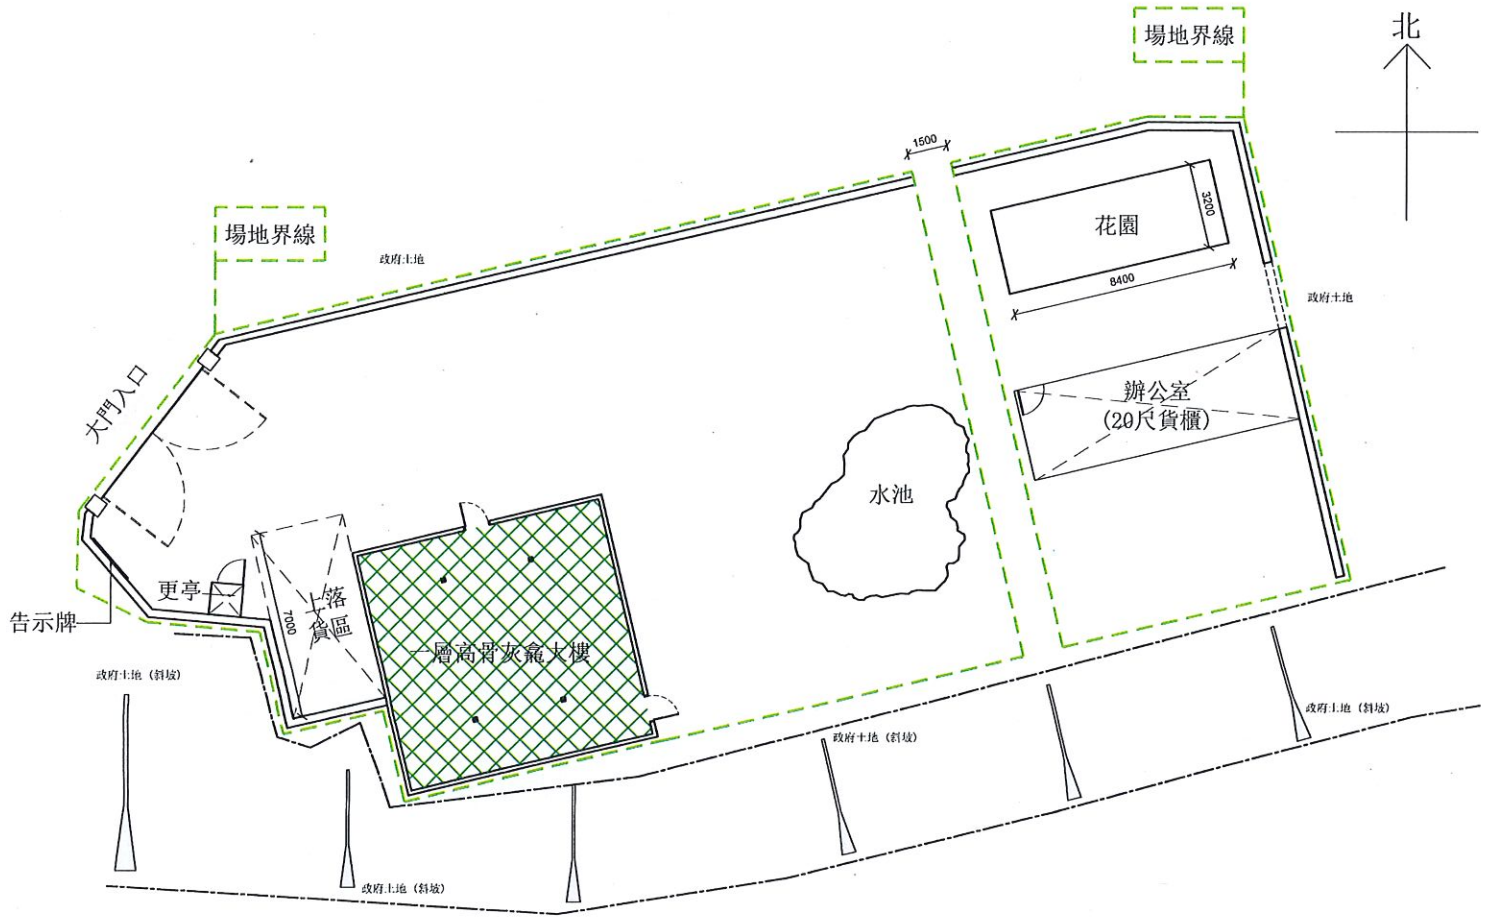 場地界線
北
1500
場地界線
花園
3200
政府土地
8400
政府土地
大門入口
辦公室
(20尺貨櫃)
水池
更亭
上落
貨區
7000
告示牌
一層高骨灰龕大樓
政府土地 (斜坡)
政府土地 (斜坡)
政府土地 (斜坡)
政府土地 (斜坡)